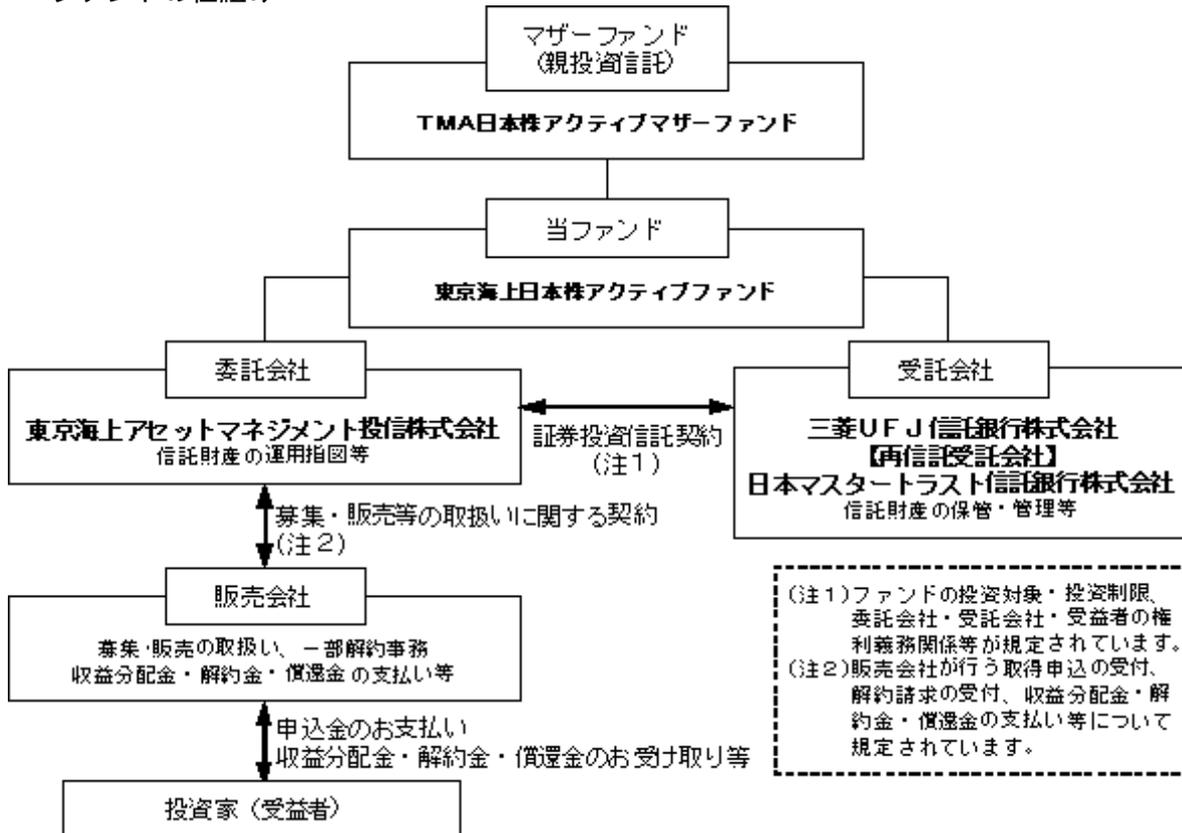 ファンドの仕組み
マザーファンド
(親投資信託)
TMA日本株アクティブマザーファンド
当ファンド
東京海上日本株アクティブファンド
委託会社
東京海上アセットマネジメント投信株式会社
信託財産の運用指図等
証券投資信託契約
(注1)
受託会社
三菱UFJ信託銀行株式会社
【再信託受託会社】
日本マスタートラスト信託銀行株式会社
信託財産の保管・管理等
募集・販売等の取扱いに関する契約
(注2)
販売会社
募集・販売の取扱い、一部解約事務
収益分配金・解約金・償還金の支払い等
申込金のお支払い
収益分配金・解約金・償還金のお受け取り等
投資家(受益者)
(注1)ファンドの投資対象・投資制限、
委託会社・受託会社・受益者の権
利義務関係等が規定されています。
(注2)販売会社が行う取得申込の受付、
解約請求の受付、収益分配金・解
約金・償還金の支払い等について
規定されています。